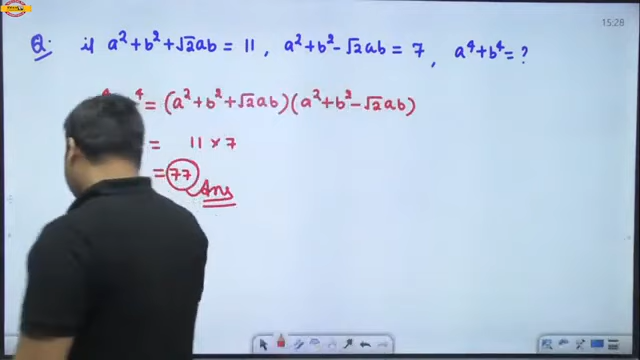 15:28
Q. if a² + b² + √2ab = 11, a² + b² - √2ab = 7, a⁴ + b⁴ = ?
⁴ = (a² + b² + √2ab)(a² + b² - √2ab)
= 11 × 7
= 77 Ans